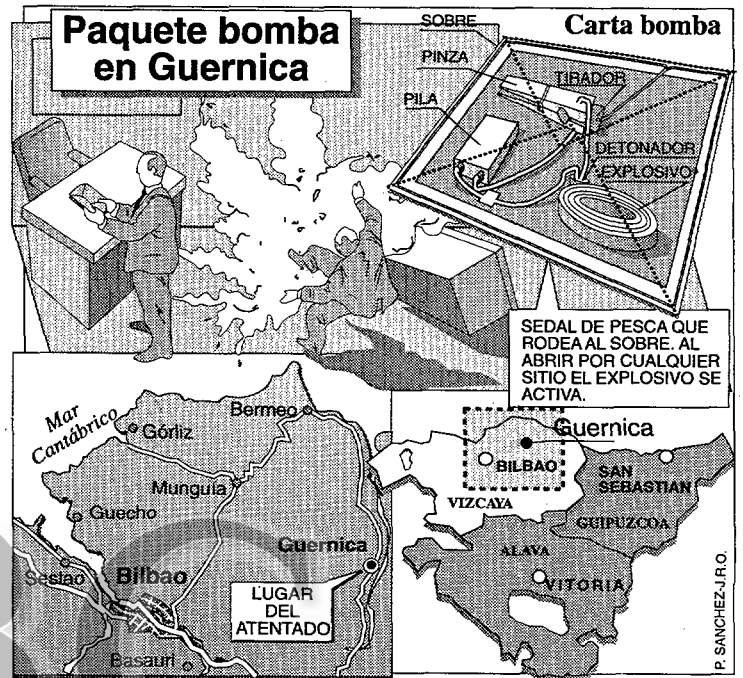 Paquete bomba
en Guernica
Carta bomba
SOBRE
PINZA
TIRADOR
PILA
DETONADOR
EXPLOSIVO
SEDAL DE PESCA QUE
RODEA AL SOBRE. AL
ABRIR POR CUALQUIER
SITIO EL EXPLOSIVO SE
ACTIVA.
Mar
Cantábrico
Bermeo
Górliz
Munguía
Guecho
Guernica
Sestao
Bilbao
LUGAR
DEL
ATENTADO
Basauri
Guernica
BILBAO
SAN
SEBASTIAN
VIZCAYA
GUIPUZCOA
ALAVA
VITORIA
P. SANCHEZ-J.R.O.